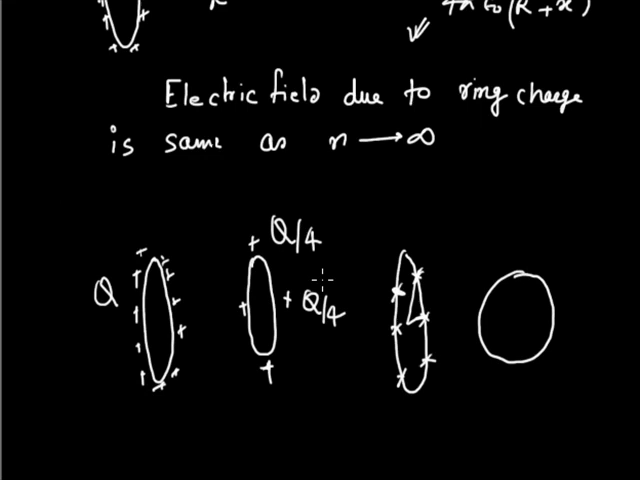 Electric field due to ring charge
is same as n → ∞
+ Q/4
Q
+ Q/4